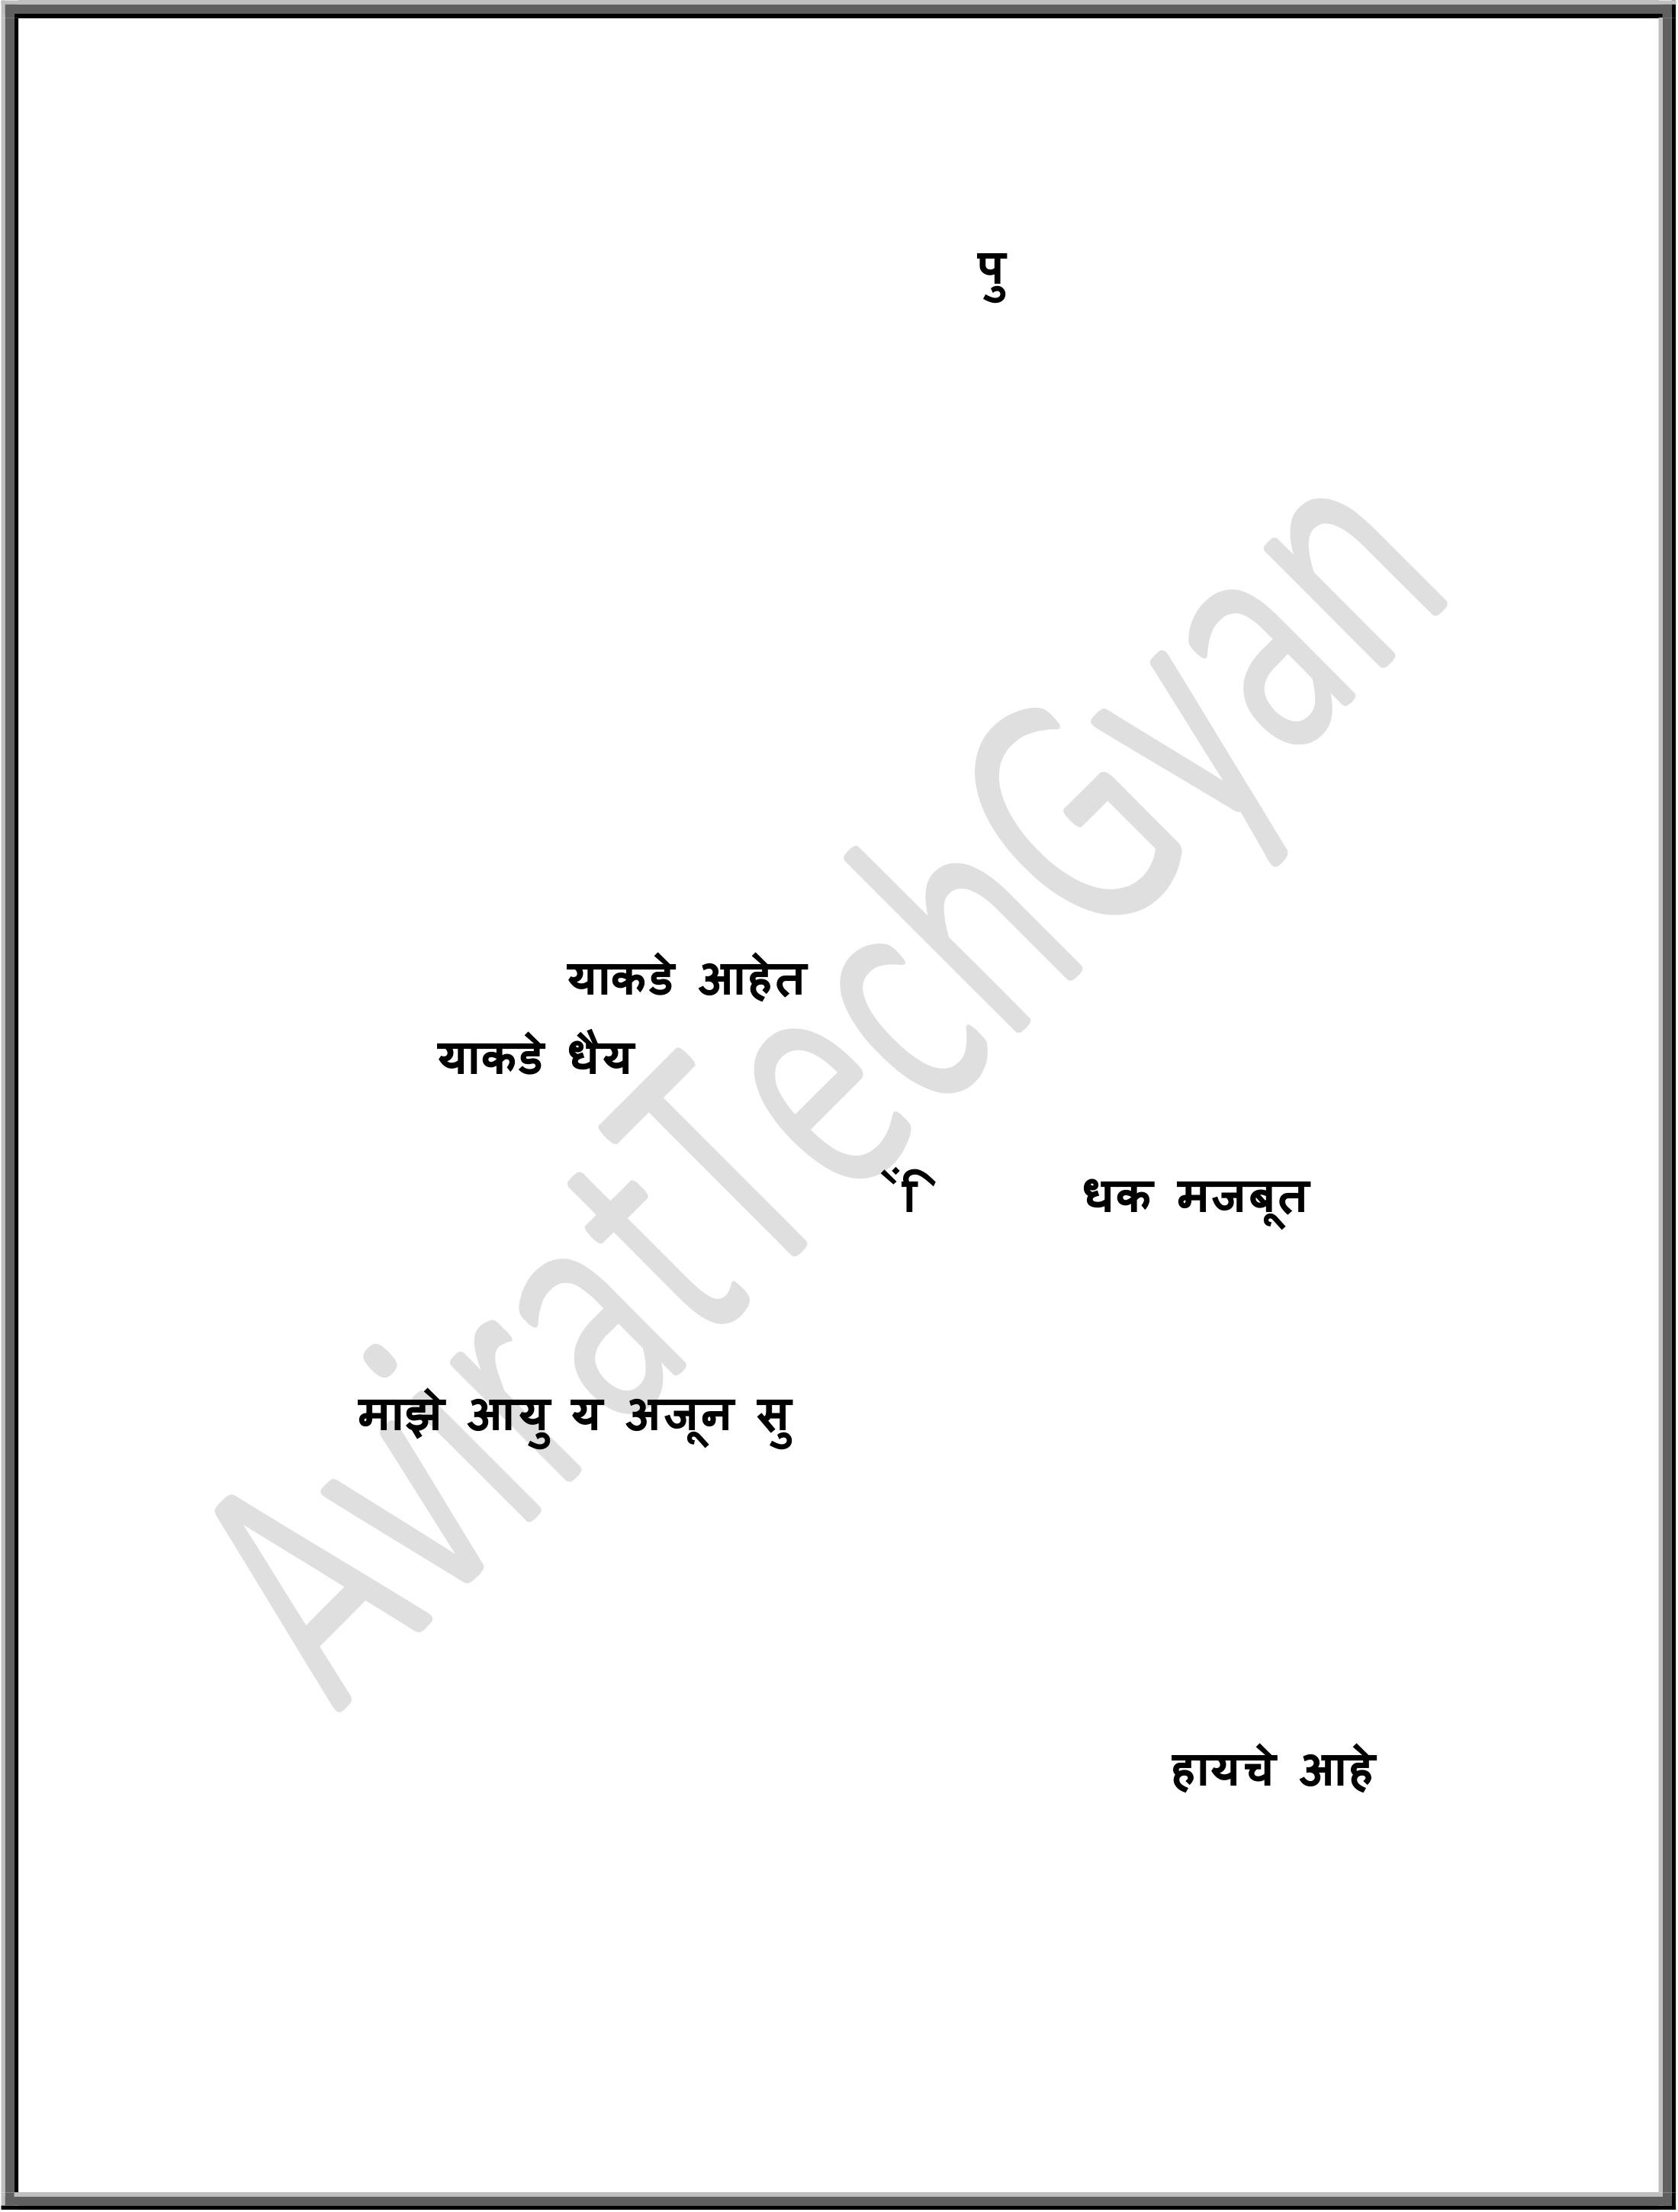 पु
याकडे आहेत
याकडे धैय
धक मजबूत
माझे आयु य अजून सु
हायचे आहे
AviratTechGyan